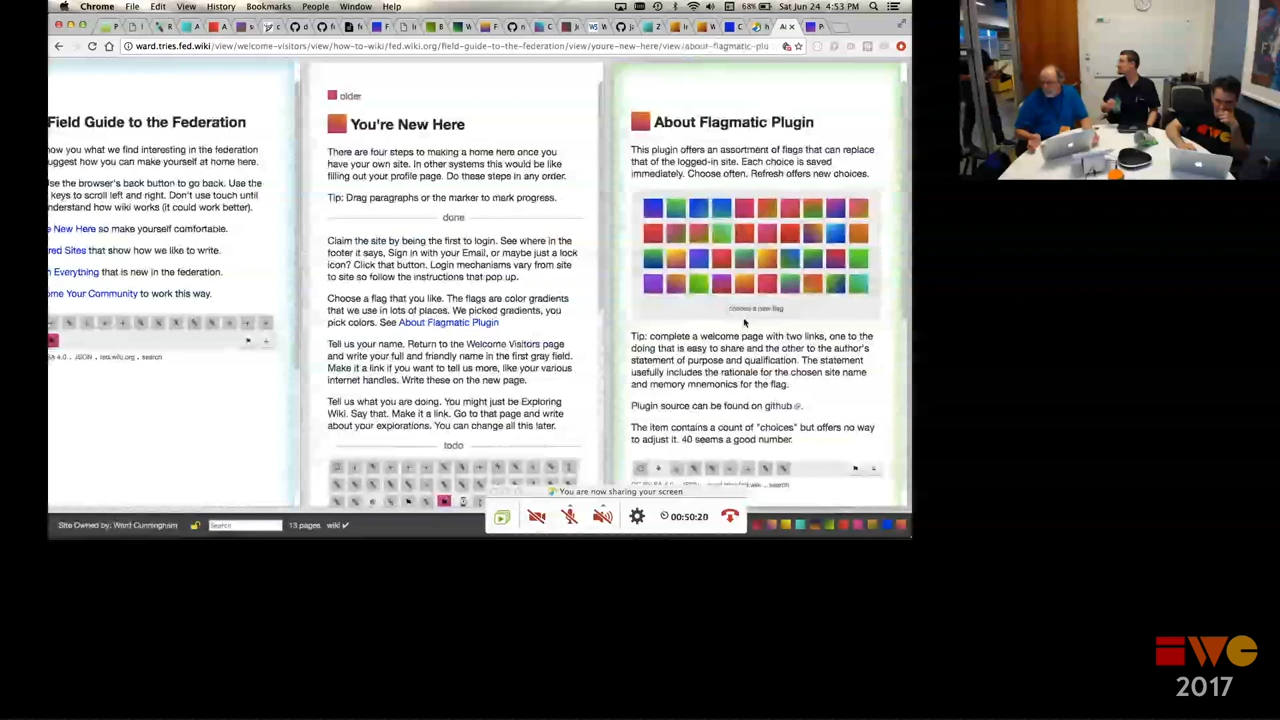 Chrome File Edit View History Bookmarks People Window Help
68% Sat Jun 24 4:53 PM
ward.tries.fed.wiki/view/welcome-visitors/view/how-to-wiki/fed.wiki.org/field-guide-to-the-federation/view/youre-new-here/view/about-flagmatic-plu
Field Guide to the Federation
how you what we find interesting in the federation
suggest how you can make yourself at home here.
Use the browser's back button to go back. Use the
keys to scroll left and right. Don't use touch until
understand how wiki works (it could work better).
e New Here so make yourself comfortable.
red Sites that show how we like to write.
h Everything that is new in the federation.
ome Your Community to work this way.
SA 4.0 . JSON . fed.wiki.org . search
older
You're New Here
There are four steps to making a home here once you
have your own site. In other systems this would be like
filling out your profile page. Do these steps in any order.
Tip: Drag paragraphs or the marker to mark progress.
done
Claim the site by being the first to login. See where in the
footer it says, Sign in with your Email, or maybe just a lock
icon? Click that button. Login mechaniams vary from site
to site so follow the instructions that pop up.
Choose a flag that you like. The flags are color gradients
that we use in lots of places. We picked gradients, you
pick colors. See About Flagmatic Plugin
Tell us your name. Return to the Welcome Visitors page
and write your full and friendly name in the first gray field.
Make it a link if you want to tell us more, like your various
internet handles. Write these on the new page.
Tell us what you are doing. You might just be Exploring
Wiki. Say that. Make it a link. Go to that page and write
about your explorations. You can change all this later.
todo
About Flagmatic Plugin
This plugin offers an assortment of flags that can replace
that of the logged-in site. Each choice is saved
immediately. Choose often. Refresh offers new choices.
choose a new flag
Tip: complete a welcome page with two links, one to the
doing that is easy to share and the other to the author's
statement of purpose and qualification. The statement
usefully includes the rationale for the chosen site name
and memory mnemonics for the flag.
Plugin source can be found on github.
The item contains a count of "choices" but offers no way
to adjust it. 40 seems a good number.
You are now sharing your screen
00:50:20
Site Owned by: Ward Cunningham
Search
13 pages
wiki ✔
IWC
2017